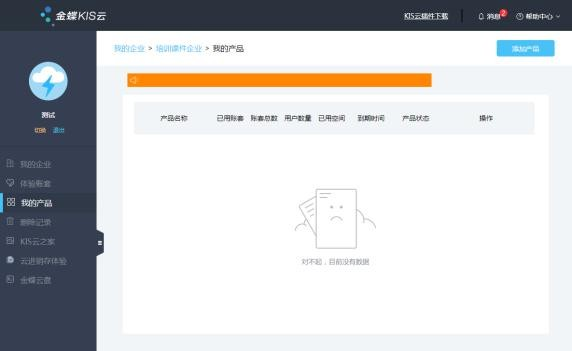 金蝶KIS云
KIS云插件下载
消息 2
帮助中心
我的企业 > 培训课件企业 > 我的产品
添加产品
测试
切换 退出
产品名称 已用账套 账套总数 用户数量 已用空间 到期时间 产品状态 操作
我的企业
体验账套
我的产品
删除记录
KIS云之家
云进销存体验
金蝶云盘
对不起，目前没有数据